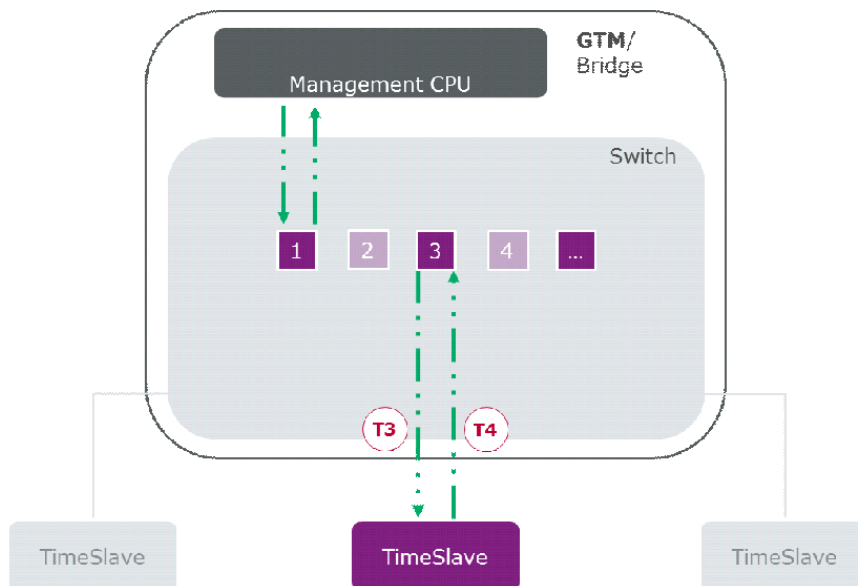 GTM/
Bridge
Management CPU
Switch
1 2 3 4 ...
T3 T4
TimeSlave TimeSlave TimeSlave